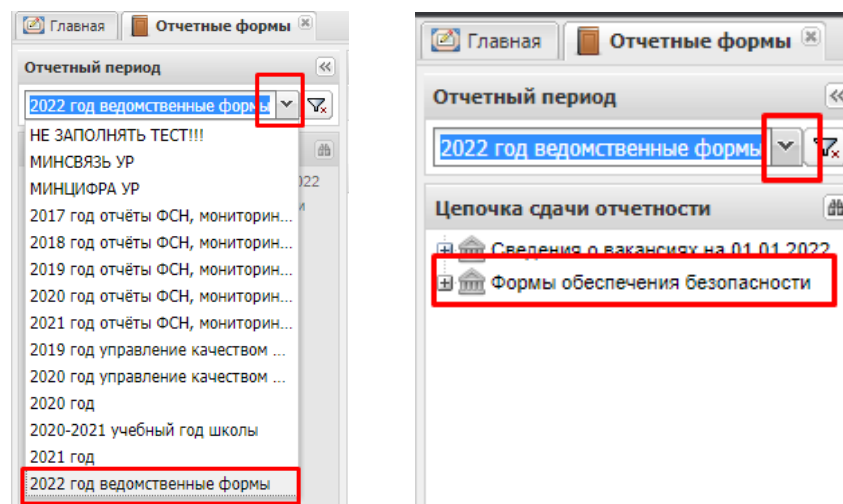 Главная Отчетные формы
Отчетный период
2022 год ведомственные формы
НЕ ЗАПОЛНЯТЬ ТЕСТ!!!
МИНСВЯЗЬ УР
МИНЦИФРА УР
2017 год отчёты ФСН, мониторин...
2018 год отчёты ФСН, мониторин...
2019 год отчёты ФСН, мониторин...
2020 год отчёты ФСН, мониторин...
2021 год отчёты ФСН, мониторин...
2019 год управление качеством ...
2020 год управление качеством ...
2020 год
2020-2021 учебный год школы
2021 год
2022 год ведомственные формы
Главная Отчетные формы
Отчетный период
2022 год ведомственные формы
Цепочка сдачи отчетности
Сведения о вакансиях на 01.01.2022
Формы обеспечения безопасности